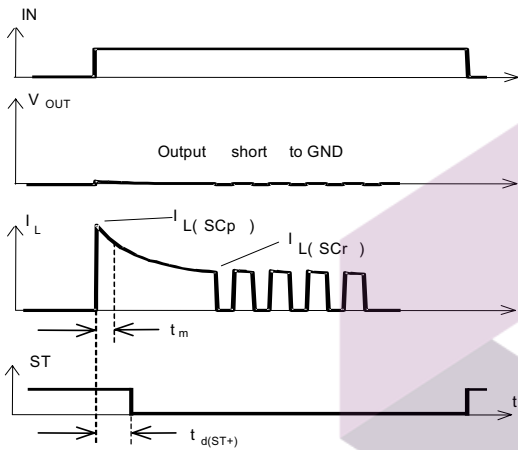 IN
V OUT
Output short to GND
I L
I L( SCp )
I L( SCr )
t m
ST
t
t d(ST+)